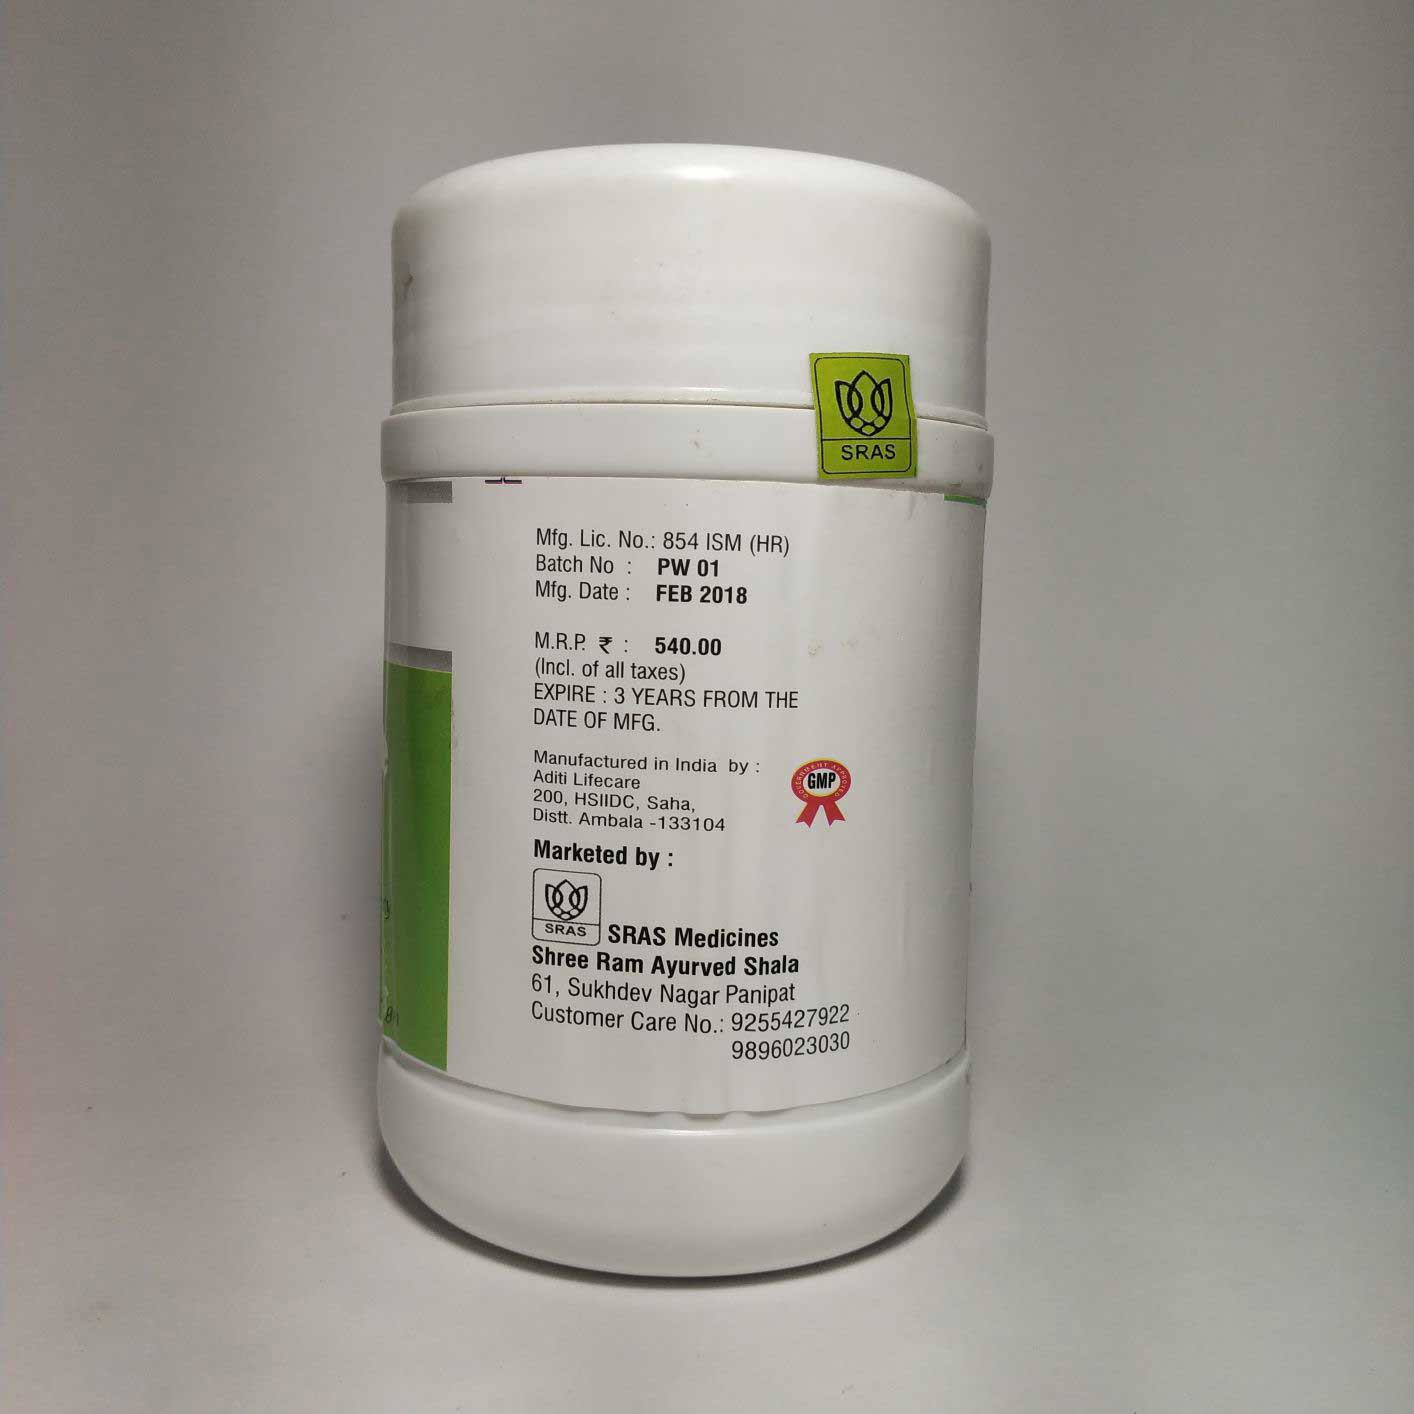 SRAS
Mfg. Lic. No.: 854 ISM (HR)
Batch No : PW 01
Mfg. Date : FEB 2018
M.R.P. ₹ : 540.00
(Incl. of all taxes)
EXPIRE : 3 YEARS FROM THE
DATE OF MFG.
Manufactured in India by :
Aditi Lifecare
200, HSIIDC, Saha,
Distt. Ambala -133104
GOVERNMENT APPROVED
GMP
Marketed by :
SRAS
SRAS Medicines
Shree Ram Ayurved Shala
61, Sukhdev Nagar Panipat
Customer Care No.: 9255427922
9896023030